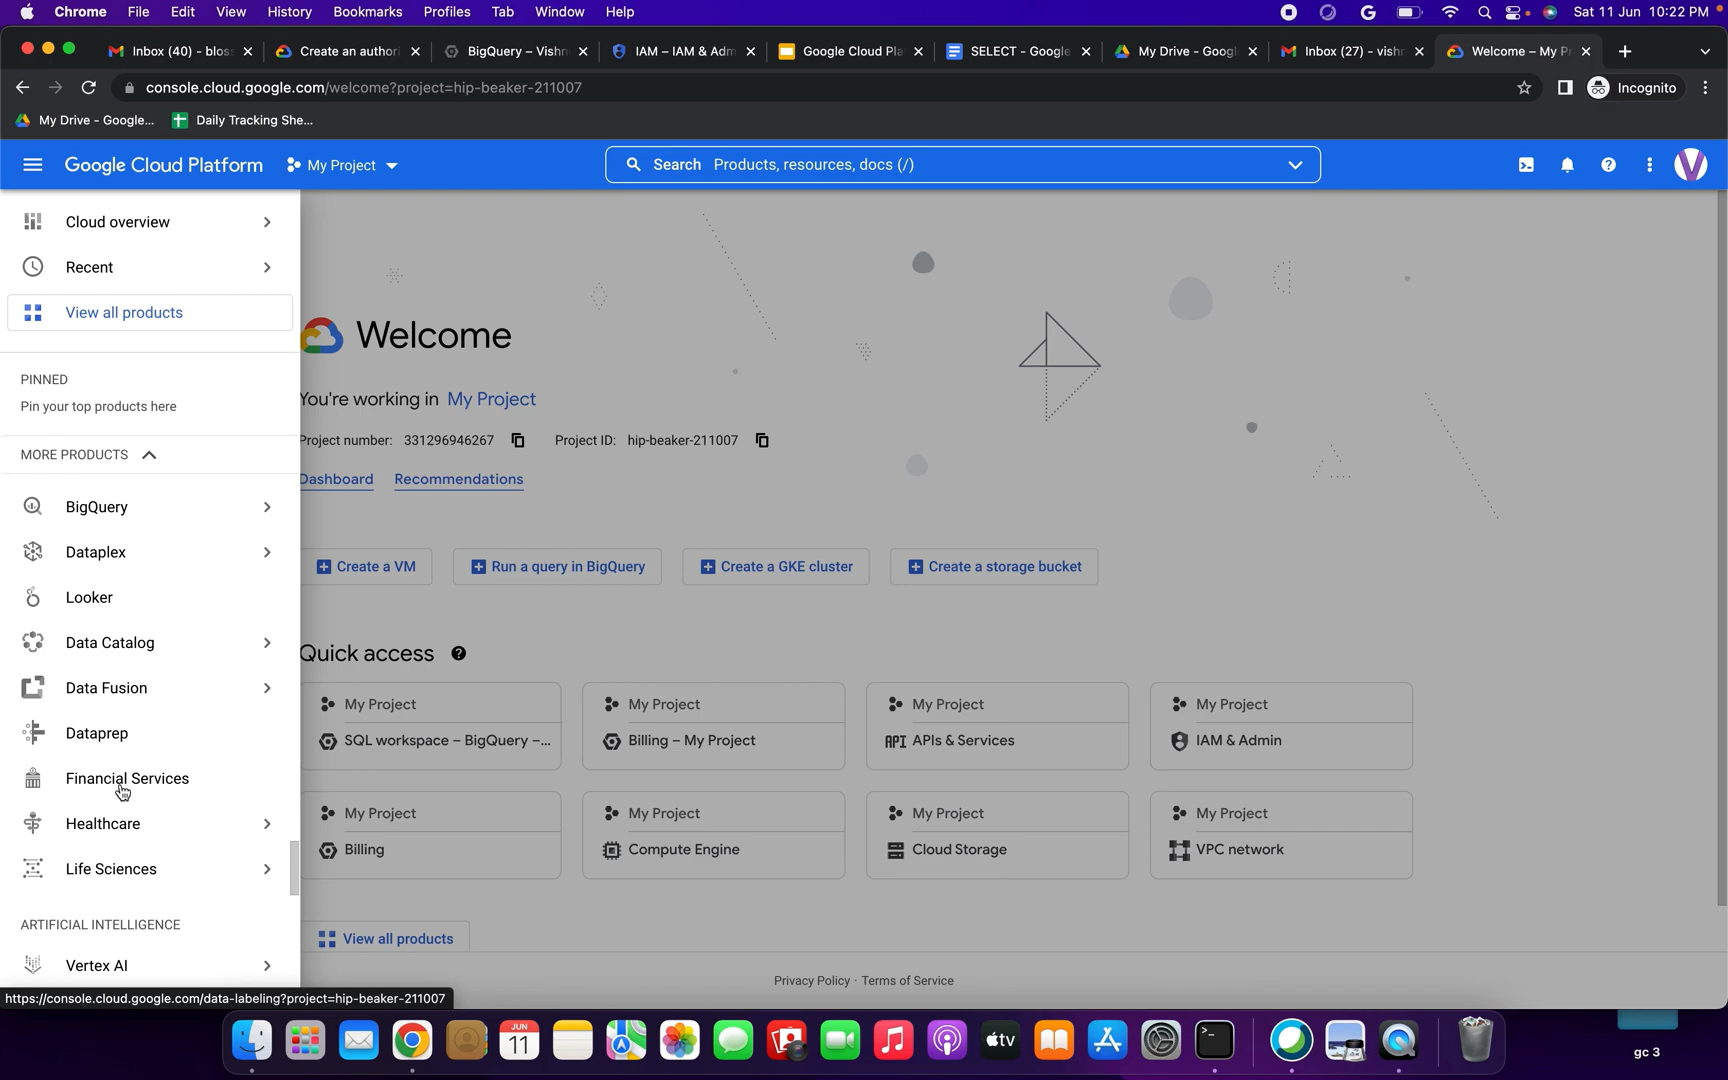 Chrome File Edit View History Bookmarks Profiles Tab Window Help Sat 11 Jun 10:22 PM
Inbox (40) - blos Create an authori BigQuery – Vishn IAM – IAM & Adm Google Cloud Pla SELECT - Google My Drive - Googl Inbox (27) - vishn Welcome – My P
console.cloud.google.com/welcome?project=hip-beaker-211007 Incognito
My Drive - Google... Daily Tracking She...
Google Cloud Platform My Project Search Products, resources, docs (/) V
Cloud overview
Recent
View all products
PINNED
Pin your top products here
MORE PRODUCTS
BigQuery
Dataplex
Looker
Data Catalog
Data Fusion
Dataprep
Financial Services
Healthcare
Life Sciences
ARTIFICIAL INTELLIGENCE
Vertex AI
https://console.cloud.google.com/data-labeling?project=hip-beaker-211007
Welcome
You're working in My Project
Project number: 331296946267 Project ID: hip-beaker-211007
Dashboard Recommendations
Create a VM Run a query in BigQuery Create a GKE cluster Create a storage bucket
Quick access
My Project My Project My Project My Project
SQL workspace – BigQuery –... Billing – My Project API APIs & Services IAM & Admin
My Project My Project My Project My Project
Billing Compute Engine Cloud Storage VPC network
View all products
Privacy Policy · Terms of Service
JUN
11
tv
gc 3